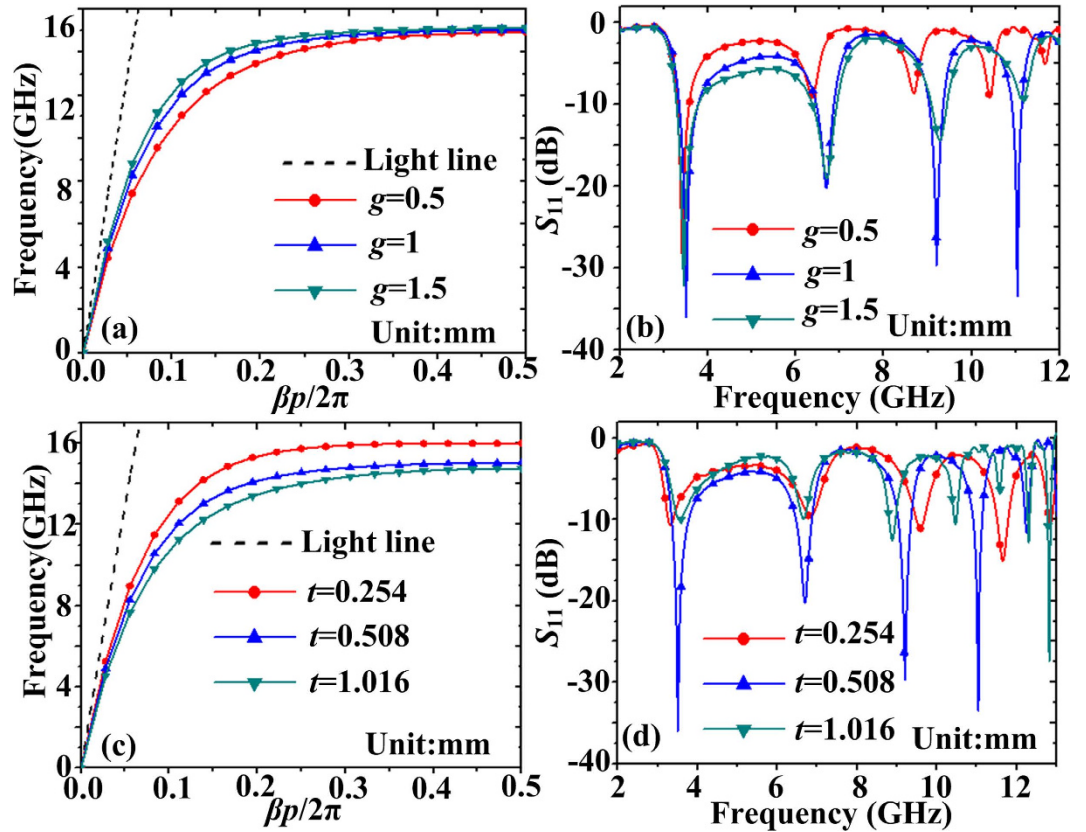 Frequency(GHz)
16
12
8
4
0
Light line
g=0.5
g=1
g=1.5
(a)
Unit:mm
0.0 0.1 0.2 0.3 0.4 0.5
βp/2π
S11 (dB)
0
-10
-20
-30
-40
g=0.5
g=1
g=1.5
(b)
Unit:mm
2 4 6 8 10 12
Frequency (GHz)
Frequency(GHz)
16
12
8
4
0
Light line
t=0.254
t=0.508
t=1.016
(c)
Unit:mm
0.0 0.1 0.2 0.3 0.4 0.5
βp/2π
S11 (dB)
0
-10
-20
-30
-40
t=0.254
t=0.508
t=1.016
(d)
Unit:mm
2 4 6 8 10 12
Frequency (GHz)